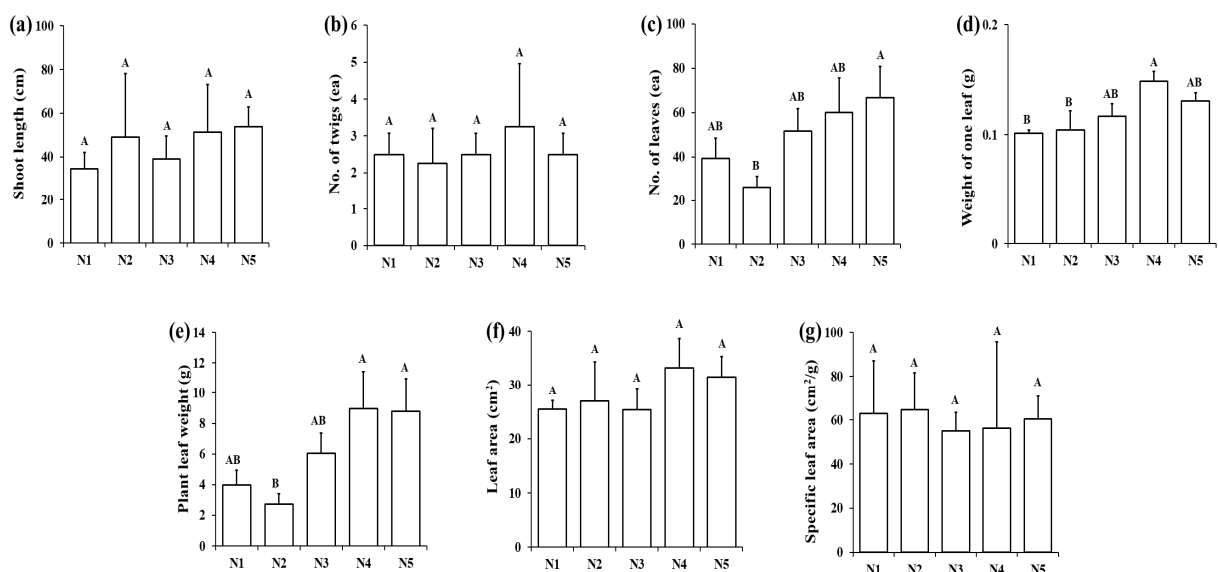 (a)
Shoot length (cm)
100
80
60
40
20
0
A
A
A
A
A
N1 N2 N3 N4 N5
(b)
No. of twigs (ea)
6
5
4
3
2
1
0
A
A
A
A
A
N1 N2 N3 N4 N5
(c)
No. of leaves (ea)
100
80
60
40
20
0
AB
B
AB
AB
A
N1 N2 N3 N4 N5
(d)
Weight of one leaf (g)
0.2
0.1
0
B
B
AB
A
AB
N1 N2 N3 N4 N5
(e)
Plant leaf weight (g)
14
12
10
8
6
4
2
0
AB
B
AB
A
A
N1 N2 N3 N4 N5
(f)
Leaf area (cm²)
40
30
20
10
0
A
A
A
A
A
N1 N2 N3 N4 N5
(g)
Specific leaf area (cm²/g)
100
80
60
40
20
0
A
A
A
A
A
N1 N2 N3 N4 N5